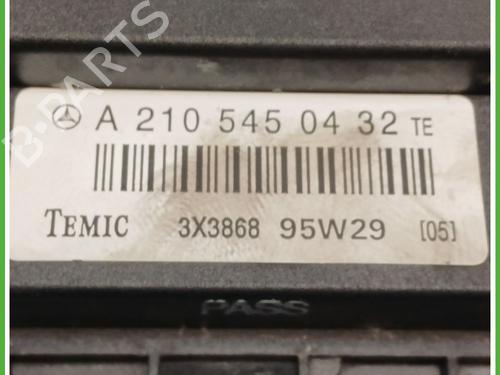 B-PARTS
A 210 545 04 32 TE
TEMIC 3X3868 95W29 [05]
PASS